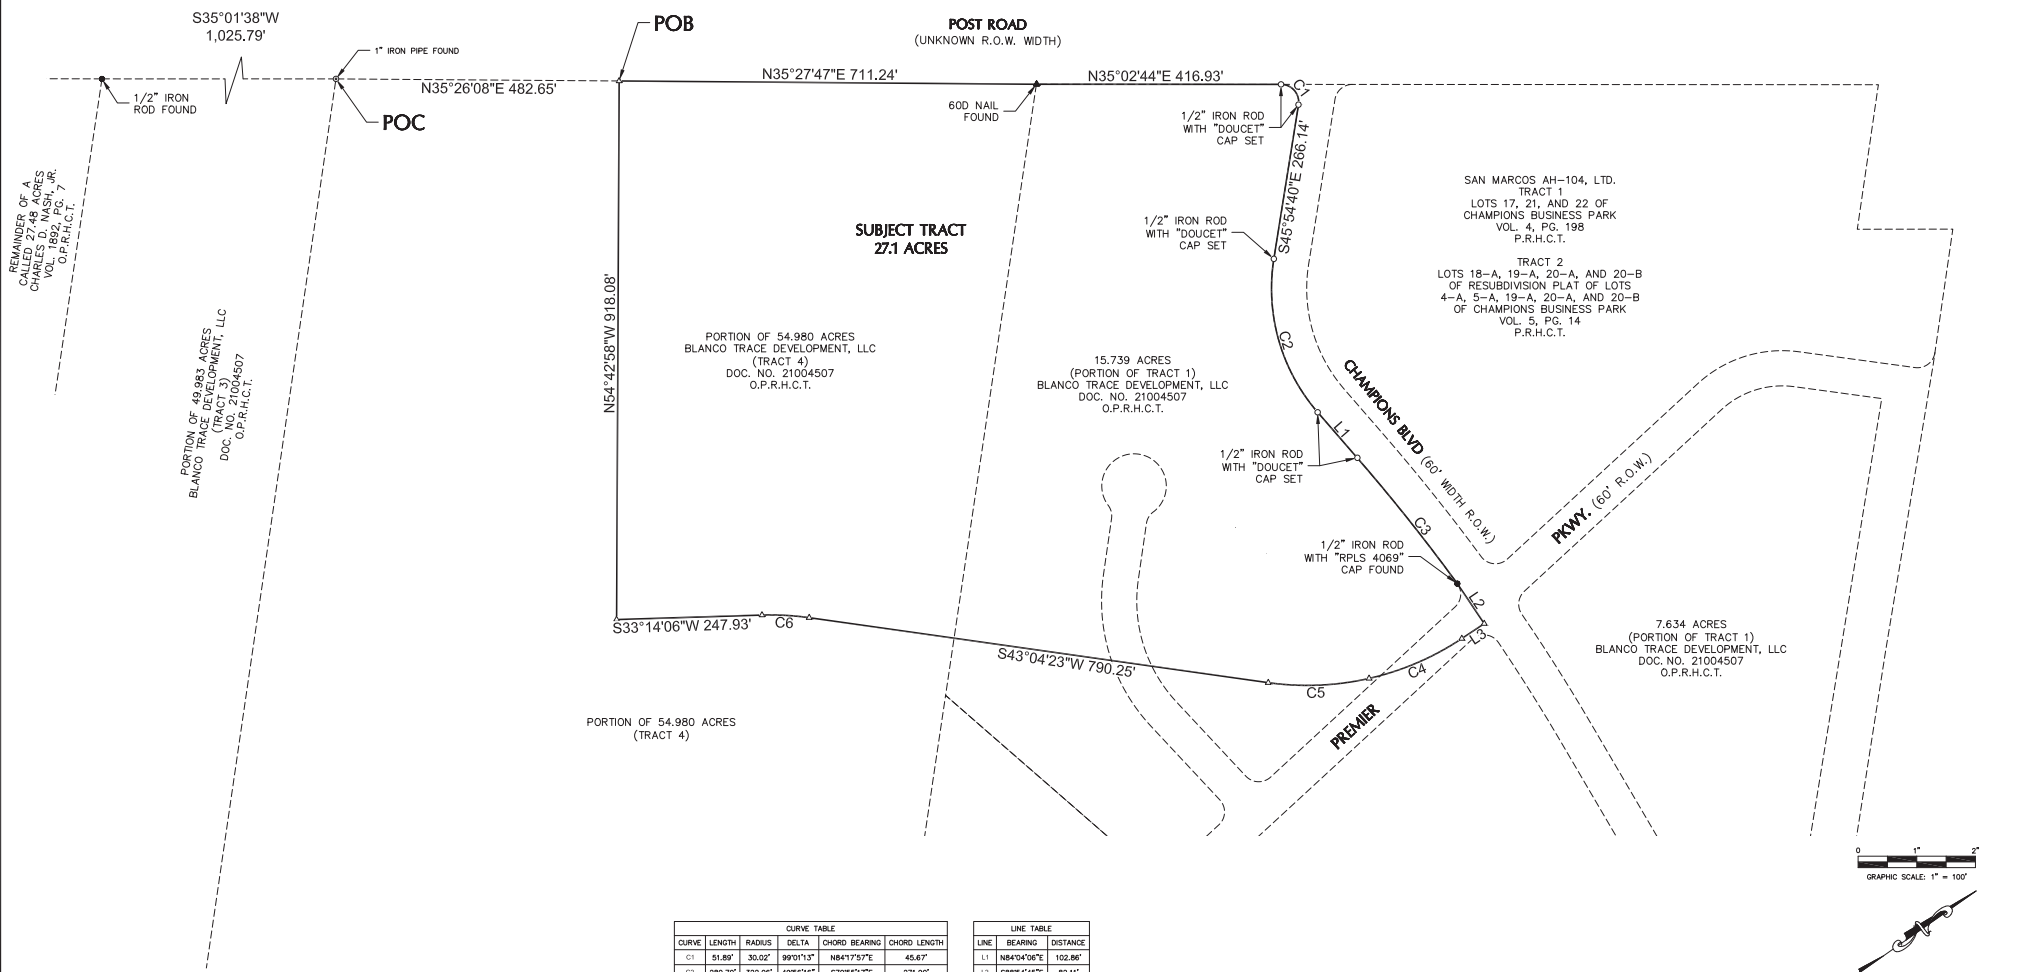 S35°01'38"W
1,025.79'
POB
POST ROAD
(UNKNOWN R.O.W. WIDTH)
1" IRON PIPE FOUND
N35°26'08"E 482.65'
N35°27'47"E 711.24'
N35°02'44"E 416.93'
C1
1/2" IRON
ROD FOUND
POC
60D NAIL
FOUND
1/2" IRON ROD
WITH "DOUCET"
CAP SET
S45°54'40"E 266.14'
REMAINDER OF A
CALLED 27.48 ACRES
CHARLES D. NASH, JR.
VOL. 1892, PG. 7
O.P.R.H.C.T.
SUBJECT TRACT
27.1 ACRES
1/2" IRON ROD
WITH "DOUCET"
CAP SET
SAN MARCOS AH-104, LTD.
TRACT 1
LOTS 17, 21, AND 22 OF
CHAMPIONS BUSINESS PARK
VOL. 4, PG. 198
P.R.H.C.T.
TRACT 2
LOTS 18-A, 19-A, 20-A, AND 20-B
OF RESUBDIVISION PLAT OF LOTS
4-A, 5-A, 19-A, 20-A, AND 20-B
OF CHAMPIONS BUSINESS PARK
VOL. 5, PG. 14
P.R.H.C.T.
PORTION OF 49.983 ACRES
BLANCO TRACE DEVELOPMENT, LLC
(TRACT 3)
DOC. NO. 21004507
O.P.R.H.C.T.
N54°42'58"W 918.08'
PORTION OF 54.980 ACRES
BLANCO TRACE DEVELOPMENT, LLC
(TRACT 4)
DOC. NO. 21004507
O.P.R.H.C.T.
15.739 ACRES
(PORTION OF TRACT 1)
BLANCO TRACE DEVELOPMENT, LLC
DOC. NO. 21004507
O.P.R.H.C.T.
C2
CHAMPIONS BLVD (60' WIDTH R.O.W.)
L1
1/2" IRON ROD
WITH "DOUCET"
CAP SET
PKWY. (60' R.O.W.)
C3
1/2" IRON ROD
WITH "RPLS 4069"
CAP FOUND
L2
L3
7.634 ACRES
(PORTION OF TRACT 1)
BLANCO TRACE DEVELOPMENT, LLC
DOC. NO. 21004507
O.P.R.H.C.T.
S33°14'06"W 247.93'
C6
S43°04'23"W 790.25'
C5
C4
PREMIER
PORTION OF 54.980 ACRES
(TRACT 4)
0 1" 2"
GRAPHIC SCALE: 1" = 100'
CURVE TABLE
CURVE LENGTH RADIUS DELTA CHORD BEARING CHORD LENGTH
C1 51.89' 30.02' 99°01'13" N84°17'57"E 45.67'
LINE TABLE
LINE BEARING DISTANCE
L1 N84°04'06"E 102.86'